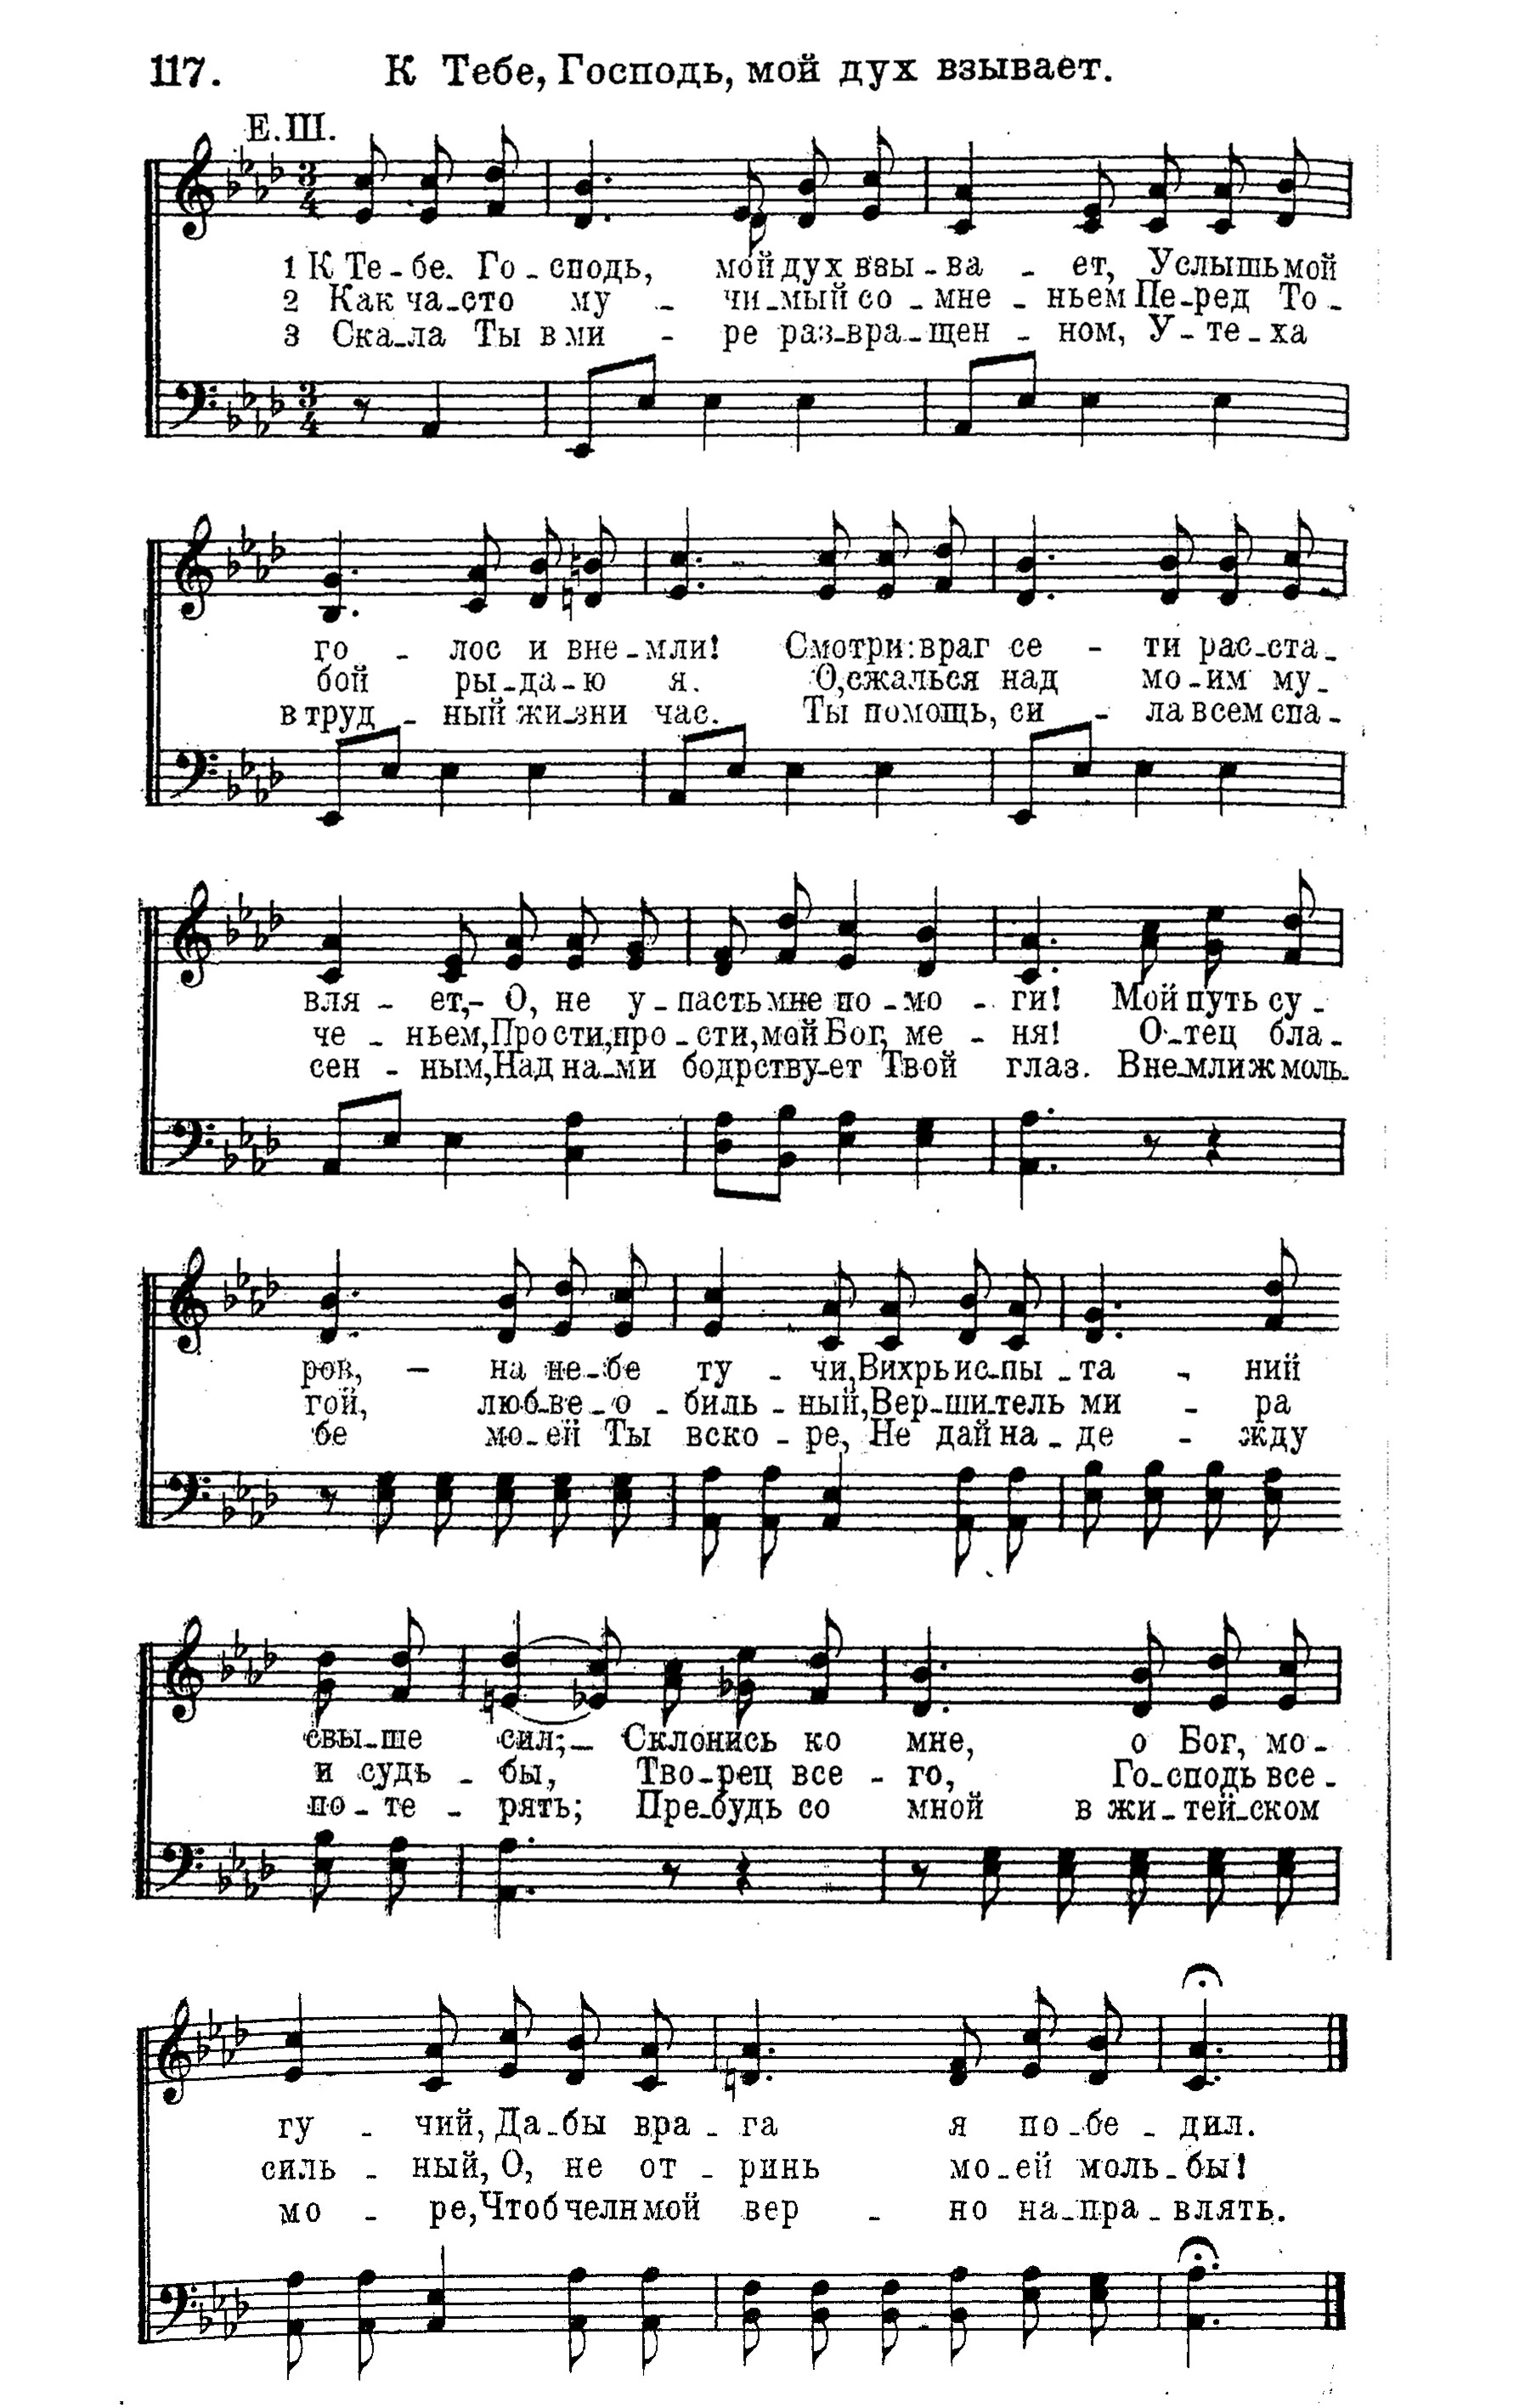 117. К Тебе, Господь, мой дух взывает.
Е.Ш.
1 К Те-бе. Го-сподь, мой дух взы-ва-ет, Услышь мой
2 Как ча-сто му-чи-мый со-мне-ньем Пе-ред То-
3 Ска-ла Ты в ми-ре раз-вра-щен-ном, У-те-ха
го-лос и вне-мли! Смотри: враг се-ти рас-ста-
бой ры-да-ю я. О, сжалься над мо-им му-
в труд-ный жи-зни час. Ты помощь, си-ла всем спа-
вля-ет,- О, не у-пасть мне по-мо-ги! Мой путь су-
че-ньем, Прости, про-сти, мой Бог, ме-ня! О-тец бла-
сен-ным, Над на-ми бодрству-ет Твой глаз. Вне-мли ж моль-
ров, - на не-бе ту-чи, Вихрь ис-пы-та-ний
гой, люб-ве-о-биль-ный, Вер-ши-тель ми-ра
бе мо-ей Ты вско-ре, Не дай на-де-жду
свы-ше сил;- Склонись ко мне, о Бог, мо-
и судь-бы, Тво-рец все-го, Го-сподь все-
по-те-рять; Пре-будь со мной в жи-тей-ском
гу-чий, Да-бы вра-га я по-бе-дил.
силь-ный, О, не от-ринь мо-ей моль-бы!
мо-ре, Чтоб челн мой вер-но на-пра-влять.